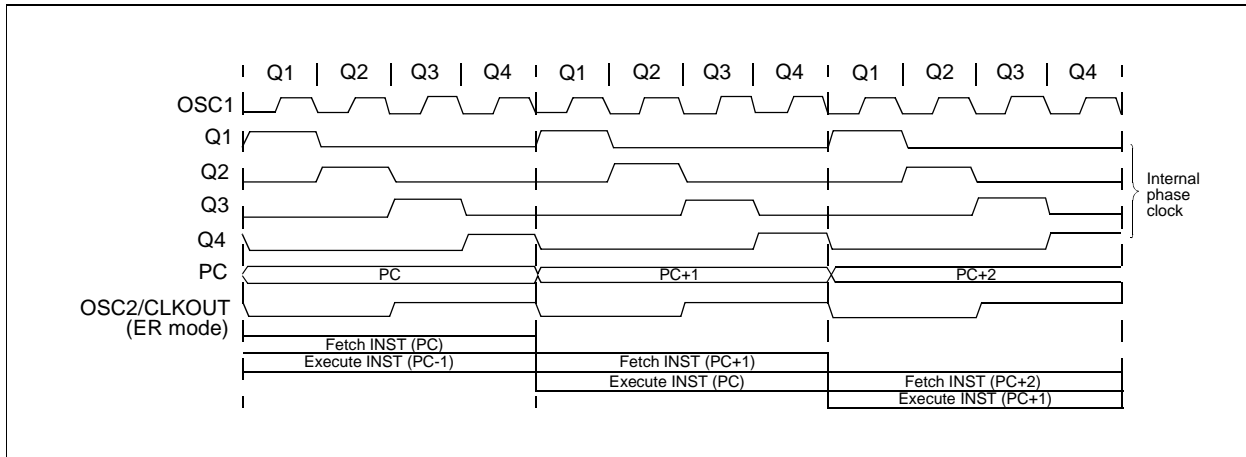 Q1 Q2 Q3 Q4 Q1 Q2 Q3 Q4 Q1 Q2 Q3 Q4
OSC1
Q1
Q2
Q3
Q4
Internal
phase
clock
PC PC PC+1 PC+2
OSC2/CLKOUT
(ER mode)
Fetch INST (PC)
Execute INST (PC-1) Fetch INST (PC+1)
Execute INST (PC) Fetch INST (PC+2)
Execute INST (PC+1)